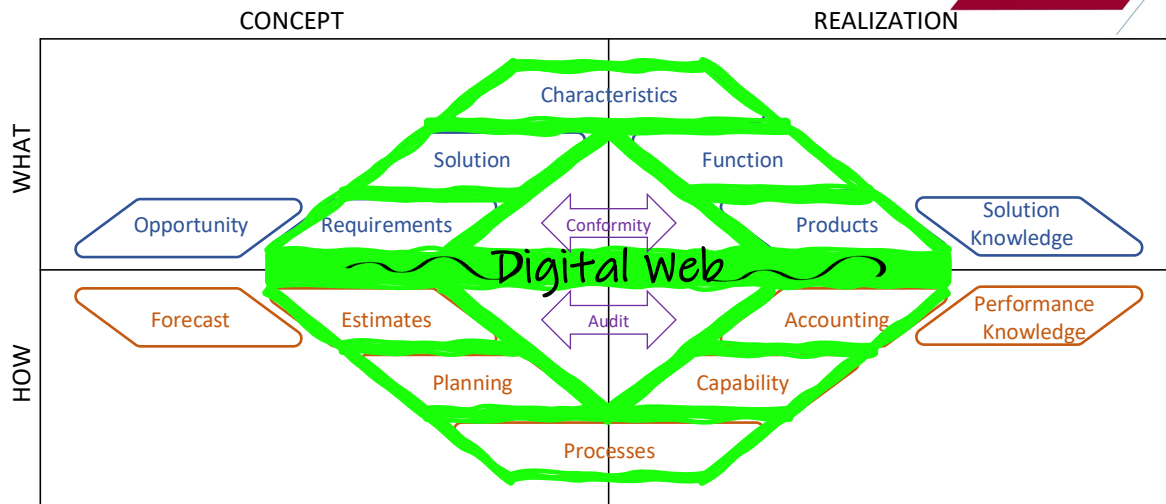 CONCEPT
REALIZATION
WHAT
Characteristics
Solution
Function
Opportunity
Requirements
Conformity
Products
Solution
Knowledge
Digital Web
HOW
Forecast
Estimates
Audit
Accounting
Performance
Knowledge
Planning
Capability
Processes